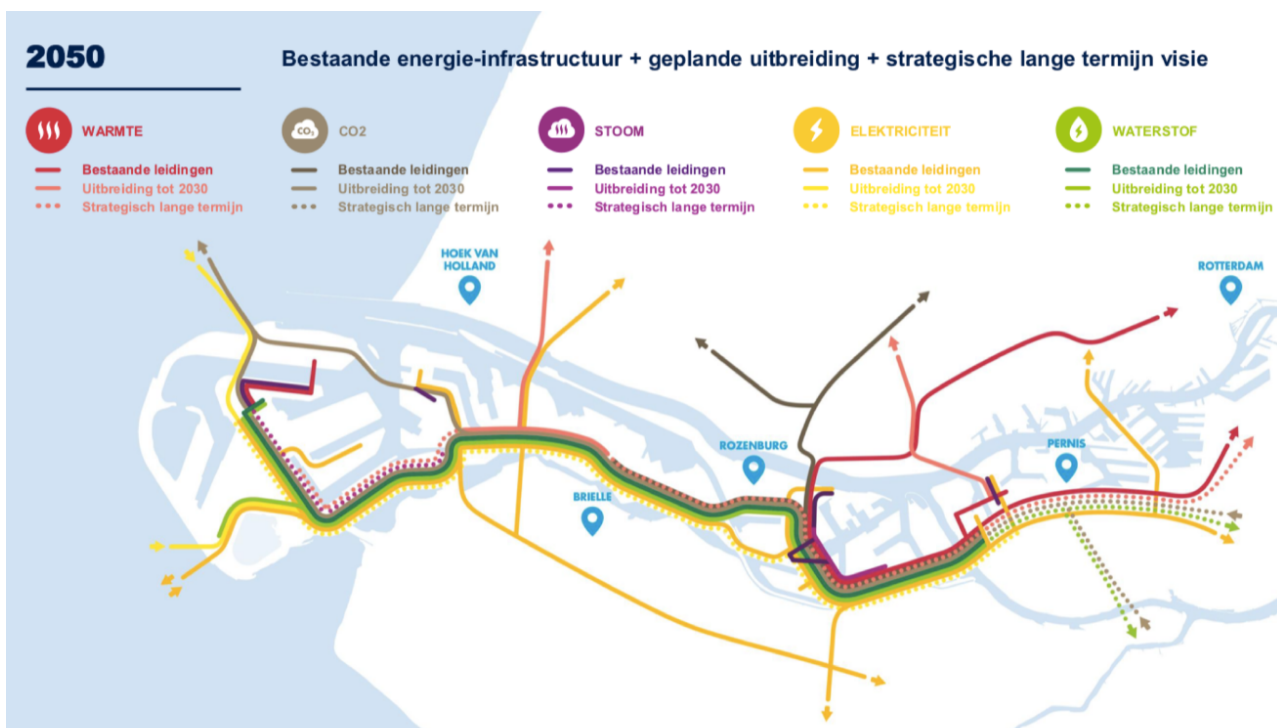 2050
Bestaande energie-infrastructuur + geplande uitbreiding + strategische lange termijn visie
WARMTE
Bestaande leidingen
Uitbreiding tot 2030
Strategisch lange termijn
CO₂
CO2
Bestaande leidingen
Uitbreiding tot 2030
Strategisch lange termijn
STOOM
Bestaande leidingen
Uitbreiding tot 2030
Strategisch lange termijn
ELEKTRICITEIT
Bestaande leidingen
Uitbreiding tot 2030
Strategisch lange termijn
WATERSTOF
Bestaande leidingen
Uitbreiding tot 2030
Strategisch lange termijn
HOEK VAN
HOLLAND
ROTTERDAM
ROZENBURG
PERNIS
BRIELLE